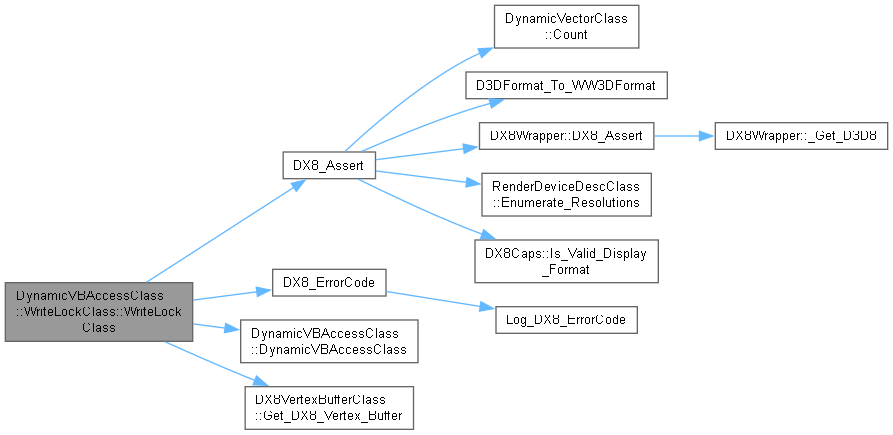 DynamicVectorClass
::Count
D3DFormat_To_WW3DFormat
DX8Wrapper::DX8_Assert
DX8Wrapper::_Get_D3D8
DX8_Assert
RenderDeviceDescClass
::Enumerate_Resolutions
DX8Caps::Is_Valid_Display
_Format
DynamicVBAccessClass
::WriteLockClass::WriteLock
Class
DX8_ErrorCode
Log_DX8_ErrorCode
DynamicVBAccessClass
::DynamicVBAccessClass
DX8VertexBufferClass
::Get_DX8_Vertex_Buffer